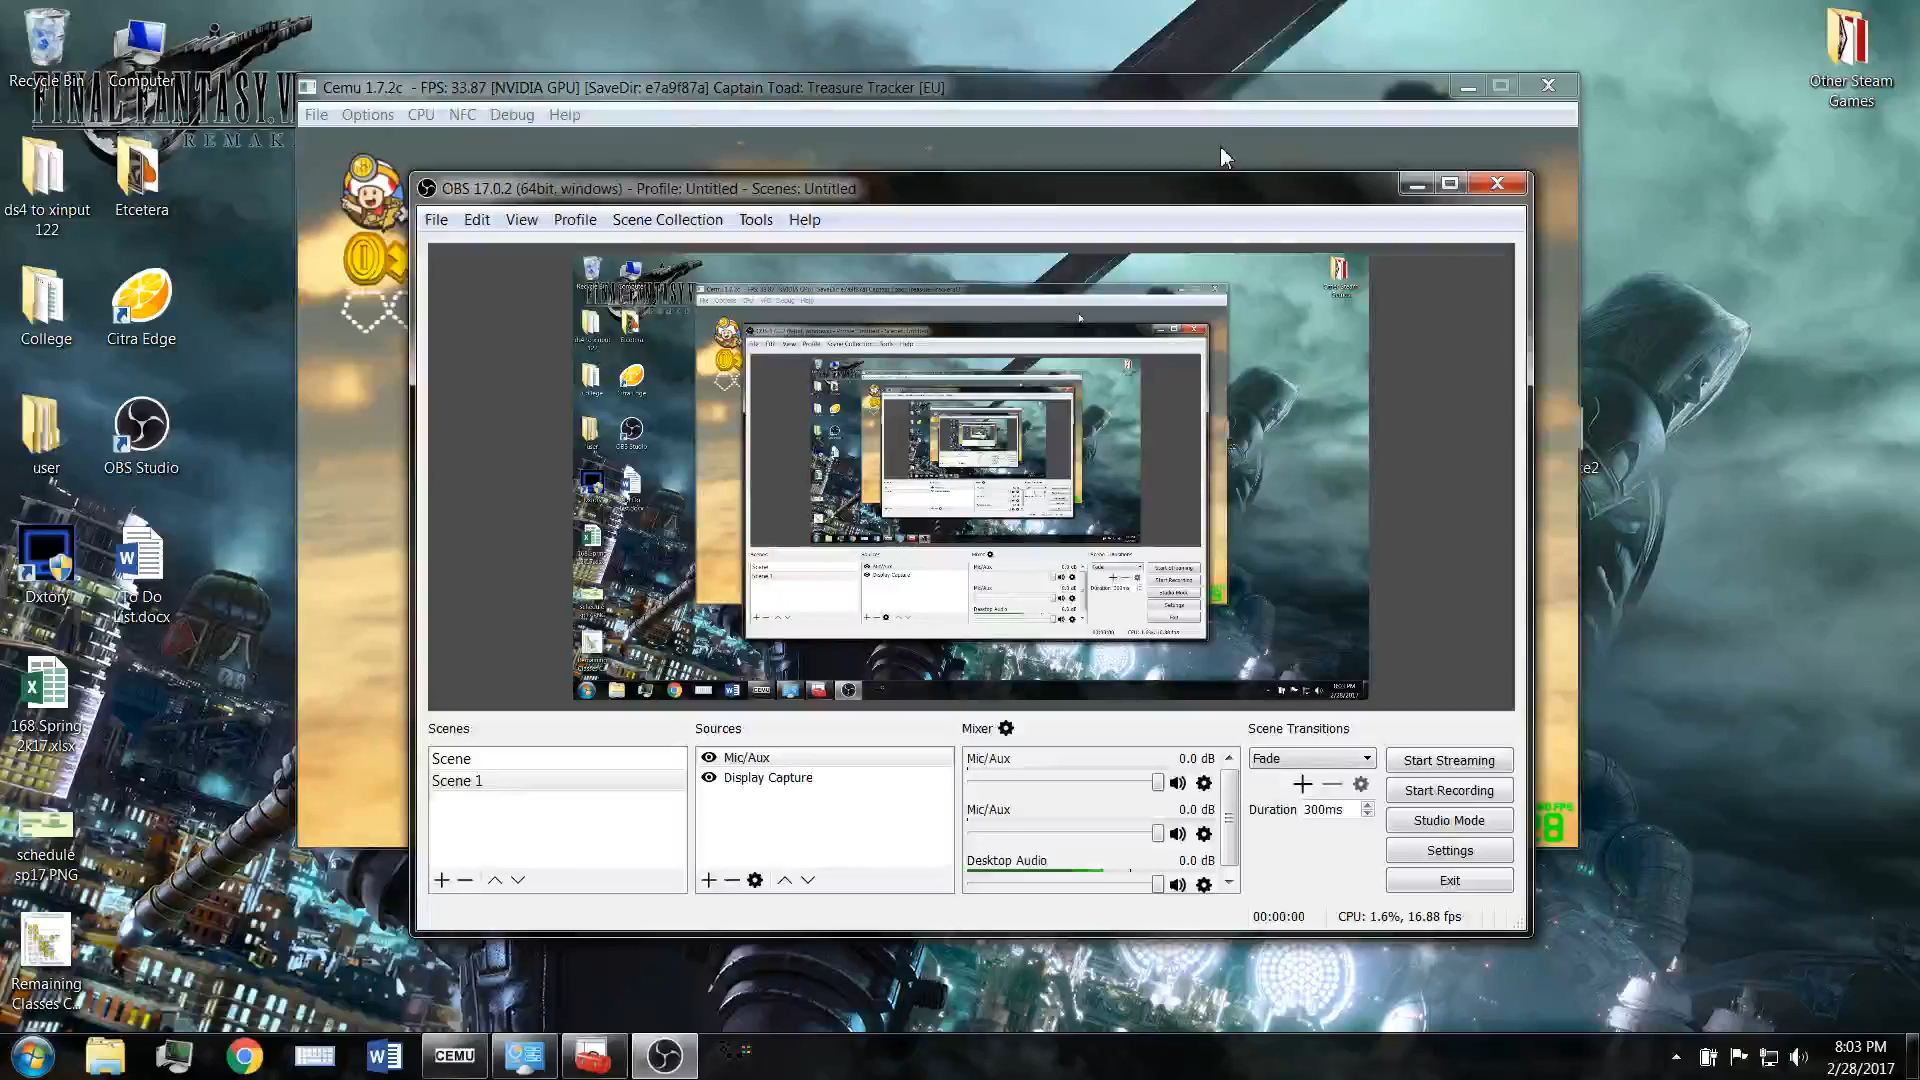 Recycle Bin
Computer
FINAL FANTASY VII
REMAK
Other Steam
Games
ds4 to xinput
122
Etcetera
College
Citra Edge
user
OBS Studio
Dxtory
To Do
List.docx
168 Spring
2k17.xlsx
schedule
sp17.PNG
Remaining
Classes C...
Cemu 1.7.2c - FPS: 33.87 [NVIDIA GPU] [SaveDir: e7a9f87a] Captain Toad: Treasure Tracker [EU]
File Options CPU NFC Debug Help
OBS 17.0.2 (64bit, windows) - Profile: Untitled - Scenes: Untitled
File Edit View Profile Scene Collection Tools Help
Scenes
Scene
Scene 1
Sources
Mic/Aux
Display Capture
Mixer
Mic/Aux 0.0 dB
Mic/Aux 0.0 dB
Desktop Audio 0.0 dB
Scene Transitions
Fade
Duration 300ms
Start Streaming
Start Recording
Studio Mode
Settings
Exit
00:00:00
CPU: 1.6%, 16.88 fps
CEMU
8:03 PM
2/28/2017